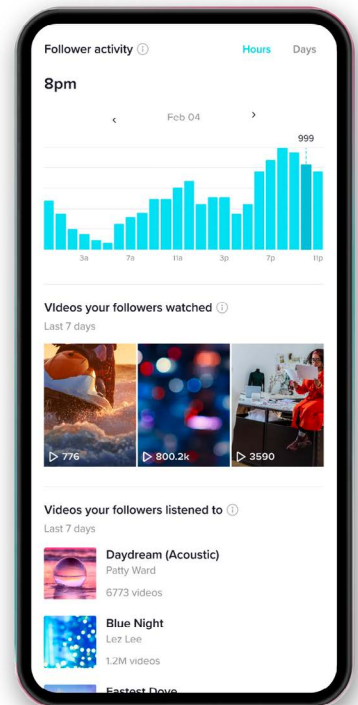 Follower activity
Hours Days
8pm
Feb 04
999
3a 7a 11a 3p 7p 11p
VIdeos your followers watched
Last 7 days
776 800.2k 3590
Videos your followers listened to
Last 7 days
Daydream (Acoustic)
Patty Ward
6773 videos
Blue Night
Lez Lee
1.2M videos
Fastest Dove